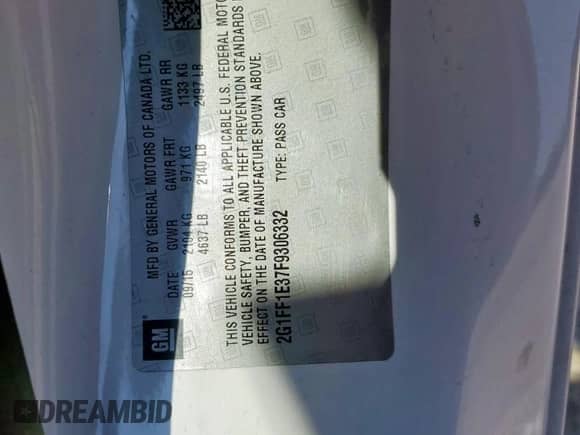 MFD BY GENERAL MOTORS OF CANADA LTD.
DATE GVWR GAWR FRT GAWR RR
09/15 2104 KG 971 KG 1133 KG
4637 LB 2140 LB 2497 LB
THIS VEHICLE CONFORMS TO ALL APPLICABLE U.S. FEDERAL MOTO
VEHICLE SAFETY, BUMPER, AND THEFT PREVENTION STANDARDS
EFFECT ON THE DATE OF MANUFACTURE SHOWN ABOVE.
2G1FF1E37F9306332 TYPE: PASS CAR
GM
DREAMBID